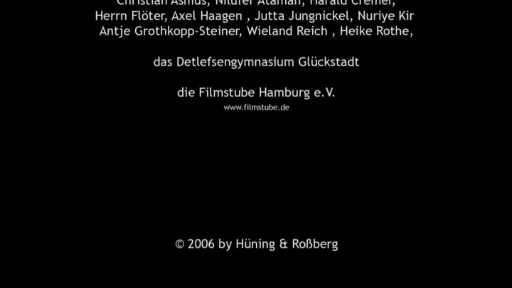 Christian Asmus, Nilüfer Ataman, Harald Cremer,
Herrn Flöter, Axel Haagen , Jutta Jungnickel, Nuriye Kir
Antje Grothkopp-Steiner, Wieland Reich , Heike Rothe,
das Detlefsengymnasium Glückstadt
die Filmstube Hamburg e.V.
www.filmstube.de
© 2006 by Hüning & Roßberg